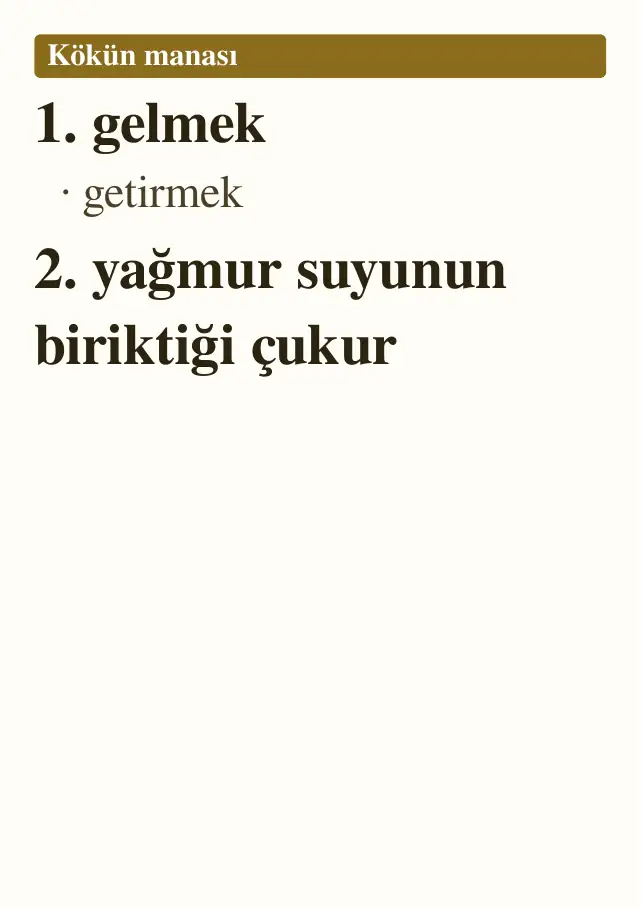 Kökün manası
1. gelmek
· getirmek
2. yağmur suyunun
biriktiği çukur